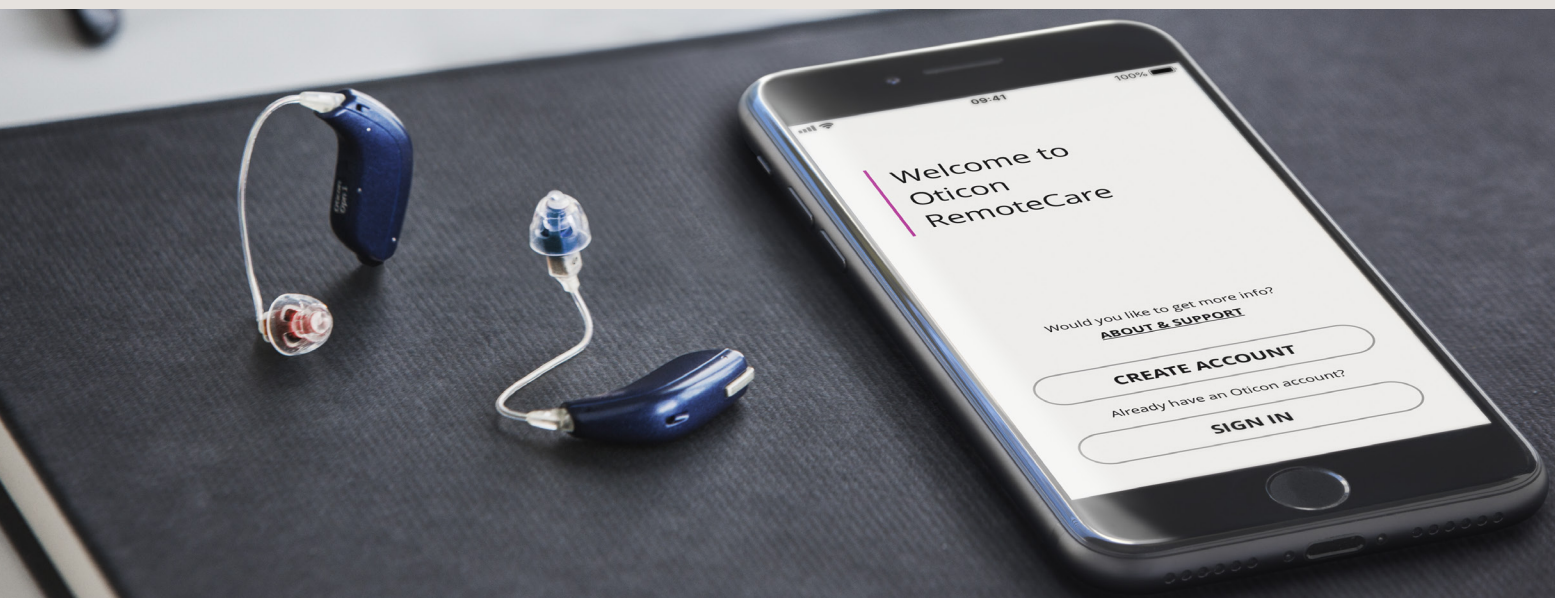 100%
09:41
Welcome to
Oticon
RemoteCare
Would you like to get more info?
ABOUT & SUPPORT
CREATE ACCOUNT
Already have an Oticon account?
SIGN IN